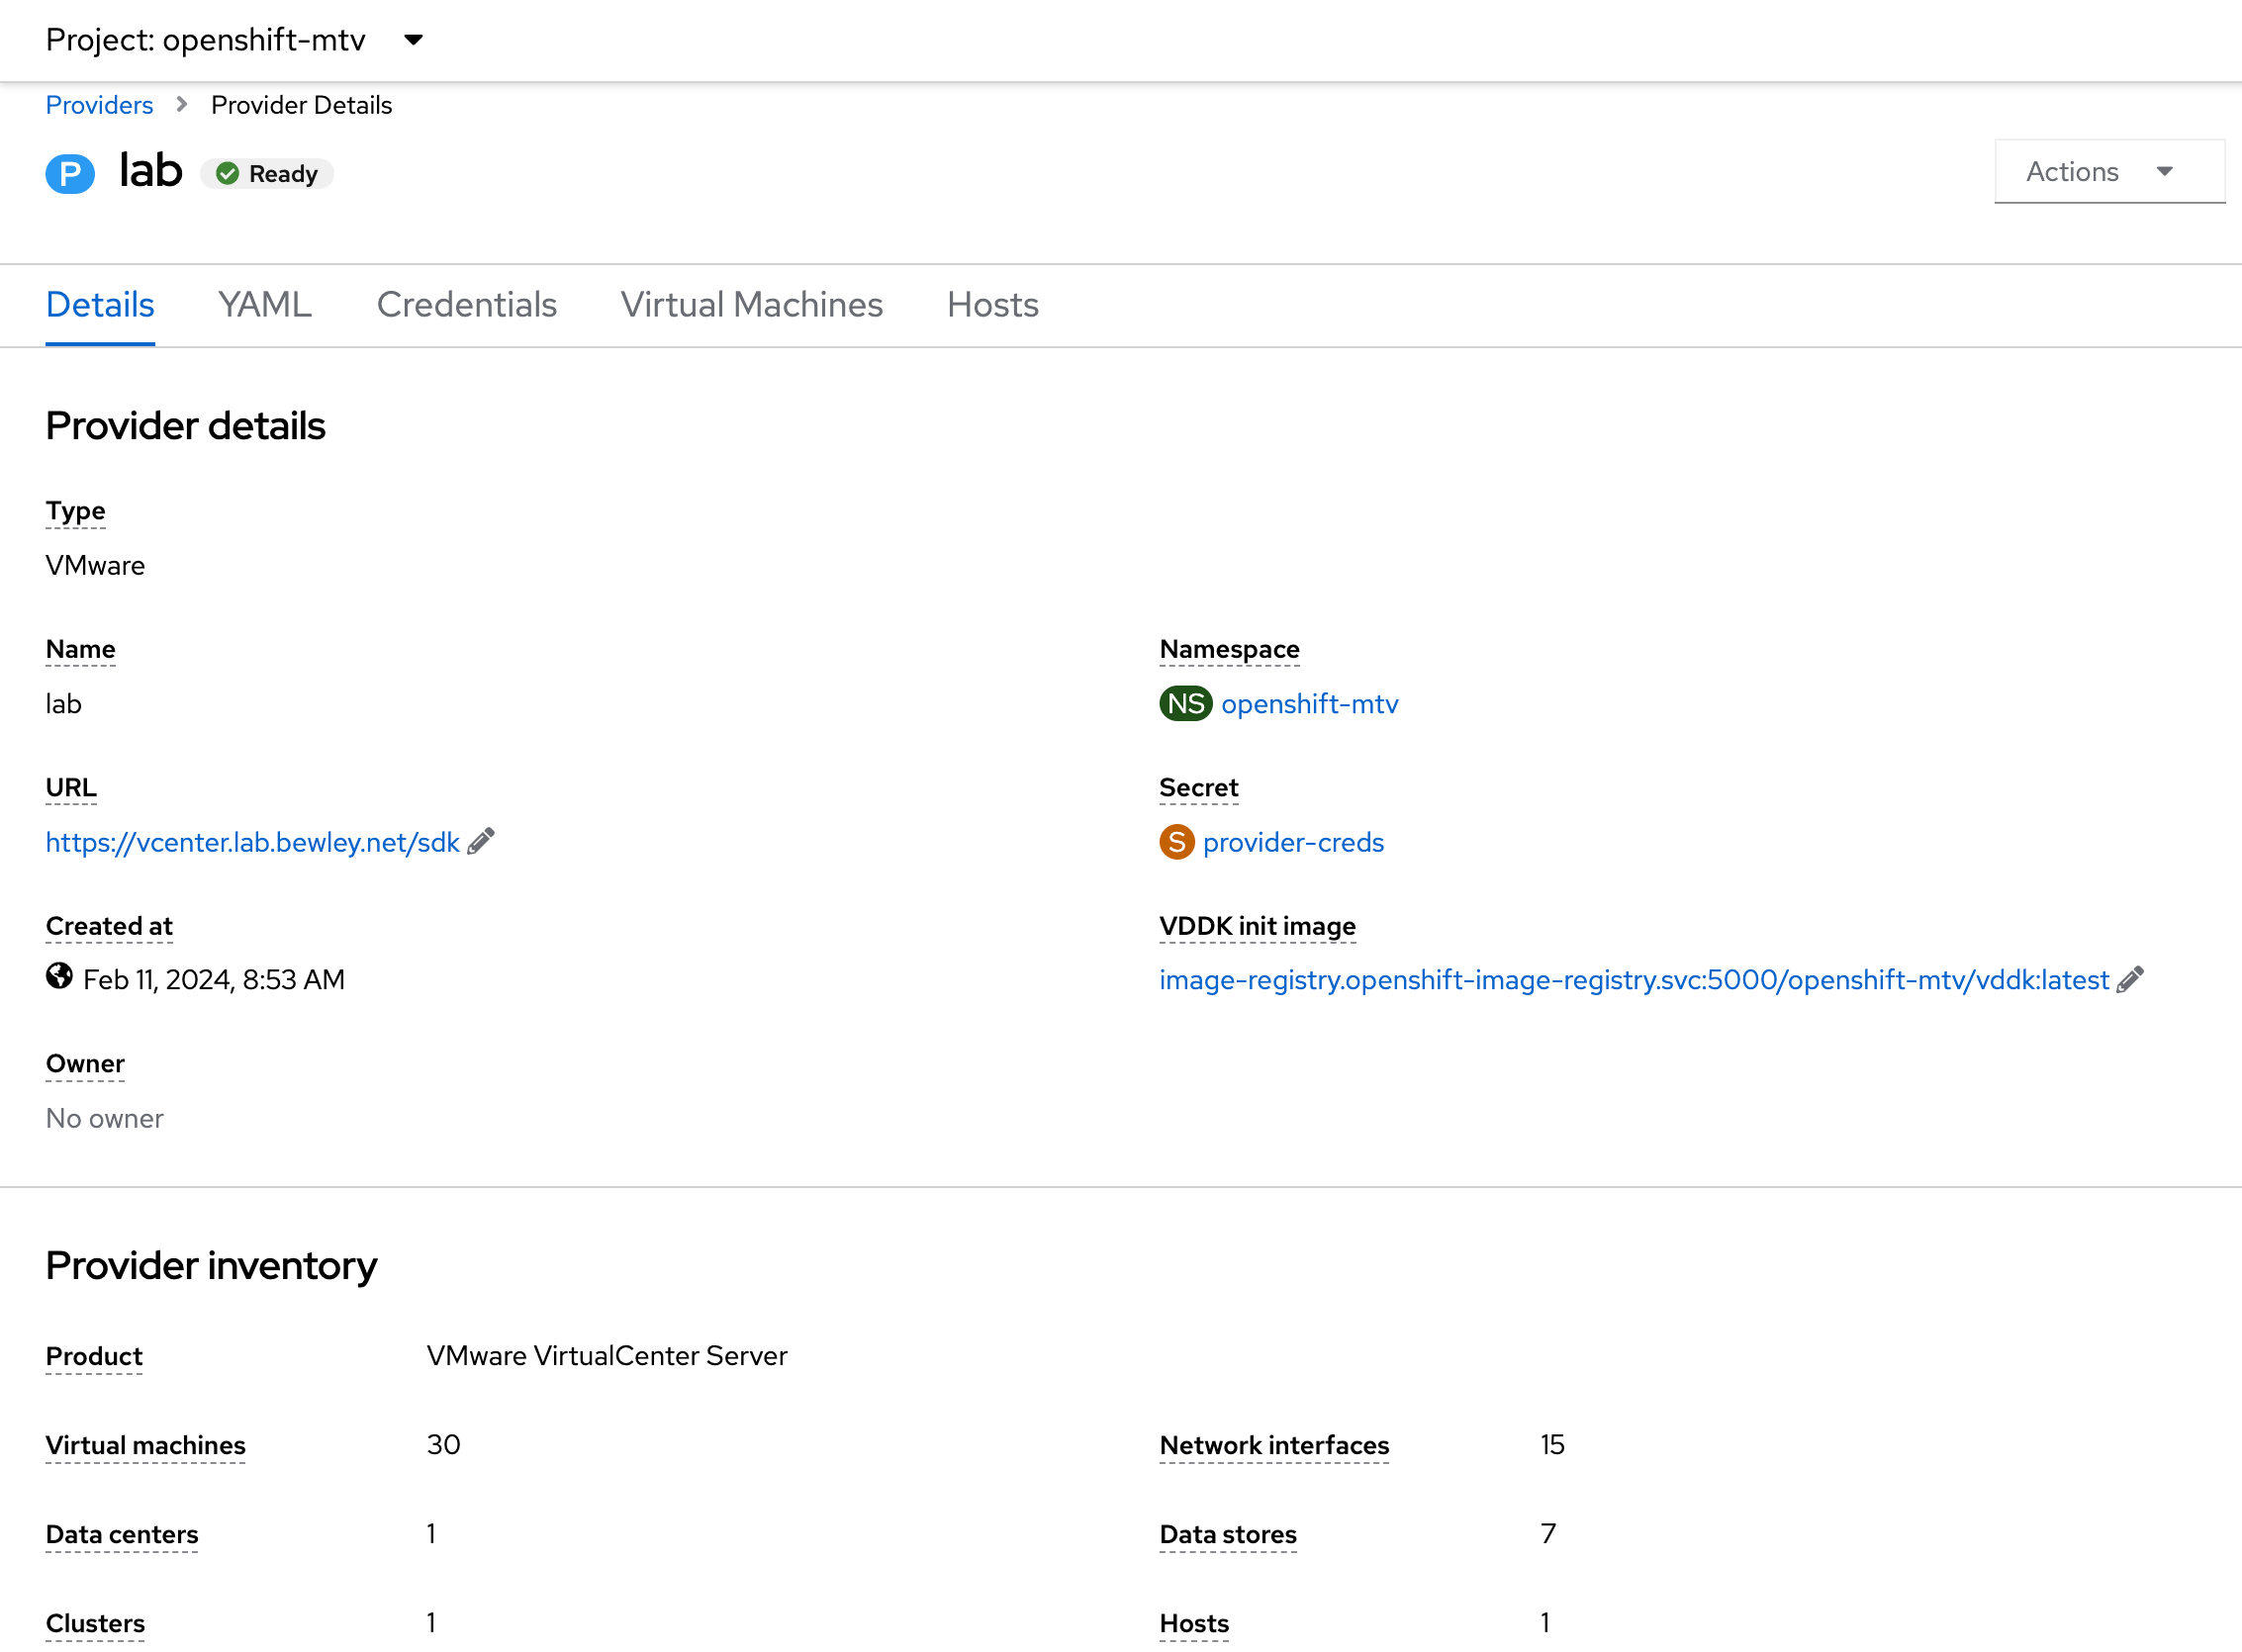 Project: openshift-mtv
Providers > Provider Details
P lab Ready
Actions
Details YAML Credentials Virtual Machines Hosts
Provider details
Type
VMware
Name
lab
Namespace
NS openshift-mtv
URL
https://vcenter.lab.bewley.net/sdk
Secret
S provider-creds
Created at
Feb 11, 2024, 8:53 AM
VDDK init image
image-registry.openshift-image-registry.svc:5000/openshift-mtv/vddk:latest
Owner
No owner
Provider inventory
Product VMware VirtualCenter Server
Virtual machines 30
Network interfaces 15
Data centers 1
Data stores 7
Clusters 1
Hosts 1